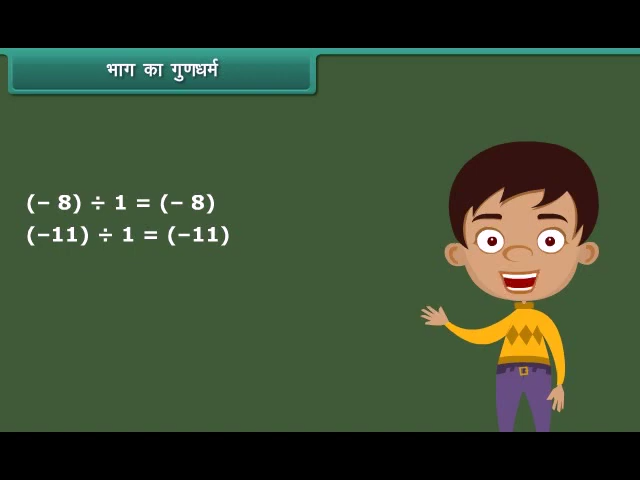 भाग का गुणधर्म
(– 8) ÷ 1 = (– 8)
(–11) ÷ 1 = (–11)